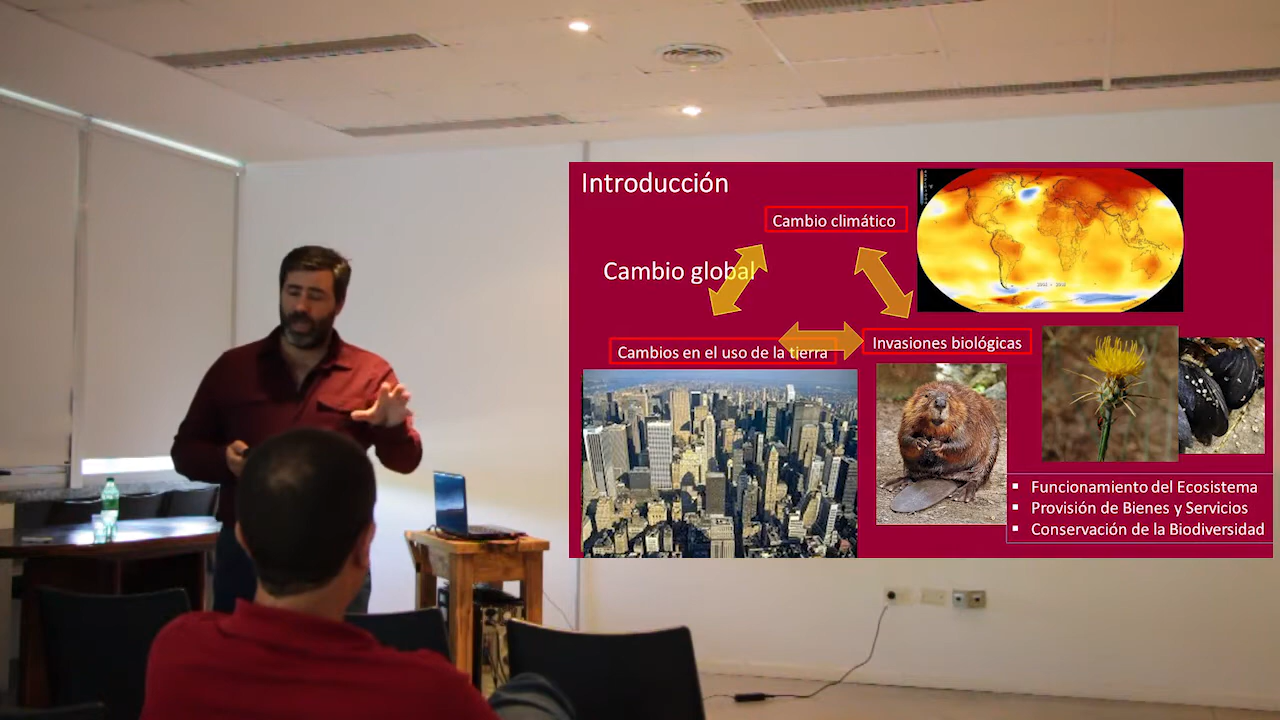 Introducción
Cambio climático
Cambio global
Cambios en el uso de la tierra
Invasiones biológicas
Funcionamiento del Ecosistema
Provisión de Bienes y Servicios
Conservación de la Biodiversidad